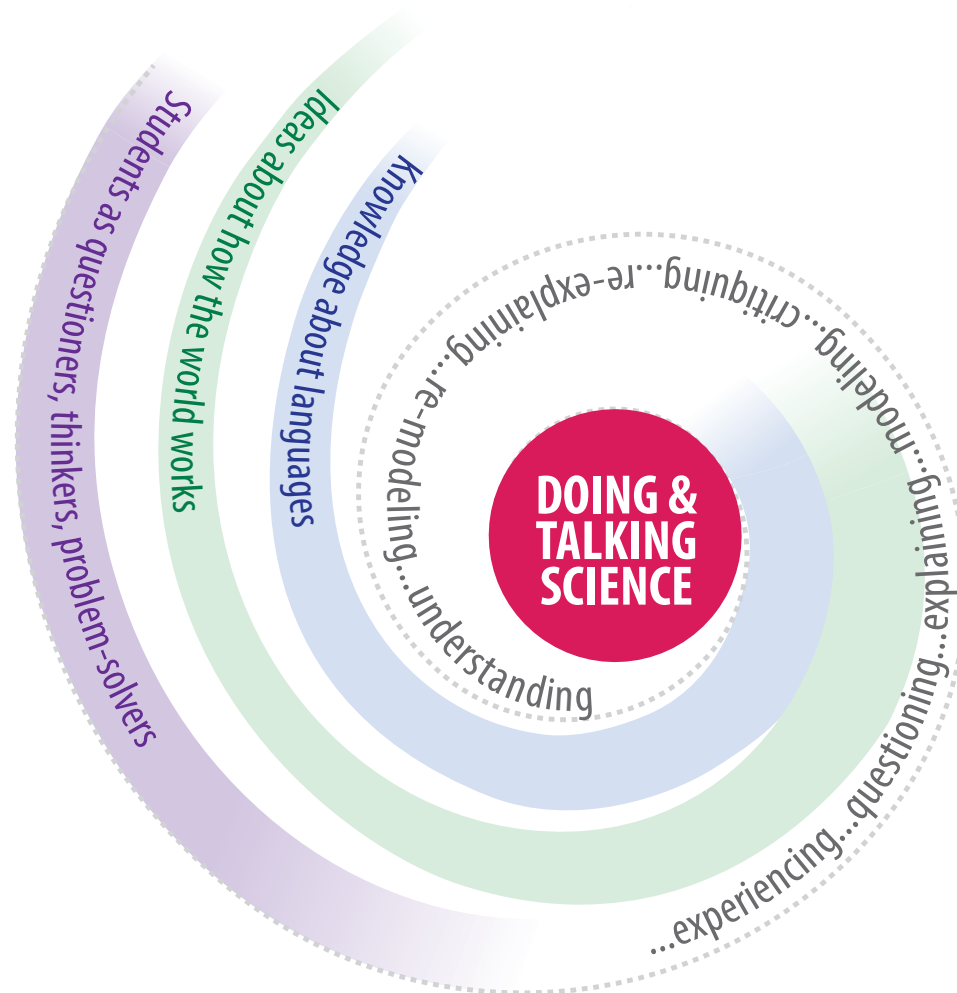 Students as questioners, thinkers, problem-solvers
Ideas about how the world works
Knowledge about languages
DOING &
TALKING
SCIENCE
...experiencing...questioning...explaining...modeling...critiquing...re-explaining...re-modeling...understanding